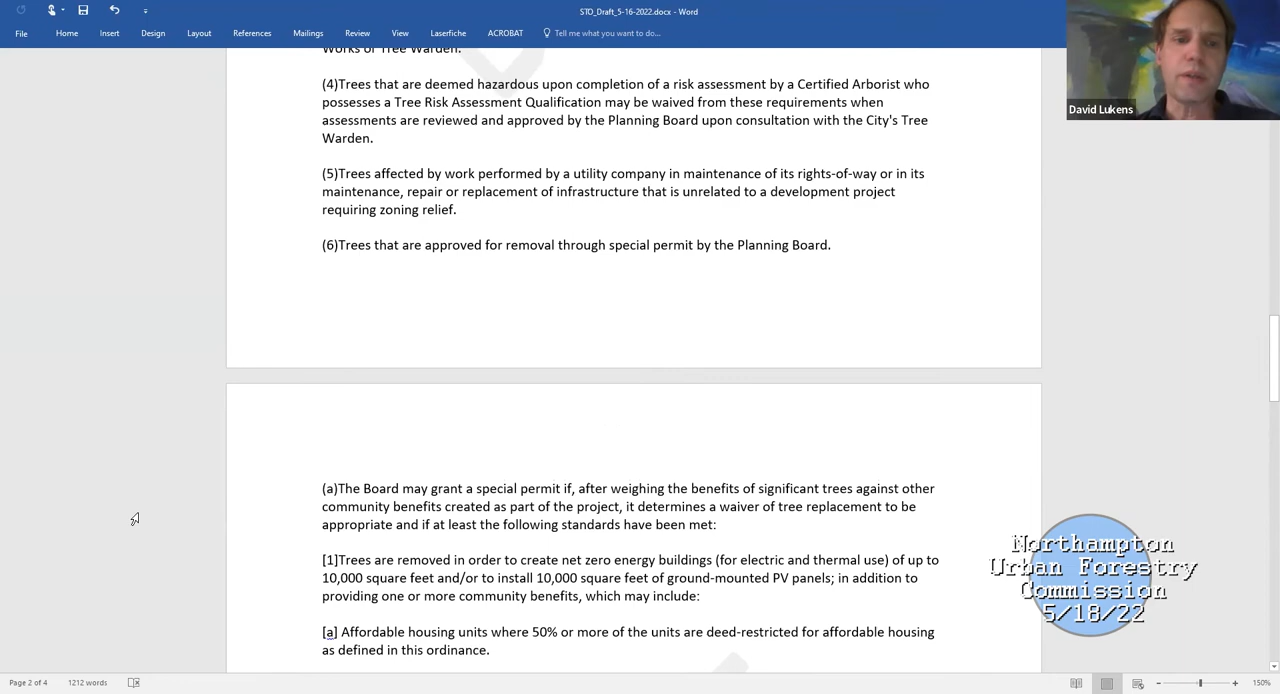 STO_Draft_5-16-2022.docx - Word
File Home Insert Design Layout References Mailings Review View Laserfiche ACROBAT Tell me what you want to do...
David Lukens
Works or Tree Warden.
(4)Trees that are deemed hazardous upon completion of a risk assessment by a Certified Arborist who
possesses a Tree Risk Assessment Qualification may be waived from these requirements when
assessments are reviewed and approved by the Planning Board upon consultation with the City's Tree
Warden.
(5)Trees affected by work performed by a utility company in maintenance of its rights-of-way or in its
maintenance, repair or replacement of infrastructure that is unrelated to a development project
requiring zoning relief.
(6)Trees that are approved for removal through special permit by the Planning Board.
(a)The Board may grant a special permit if, after weighing the benefits of significant trees against other
community benefits created as part of the project, it determines a waiver of tree replacement to be
appropriate and if at least the following standards have been met:
[1]Trees are removed in order to create net zero energy buildings (for electric and thermal use) of up to
10,000 square feet and/or to install 10,000 square feet of ground-mounted PV panels; in addition to
providing one or more community benefits, which may include:
[a] Affordable housing units where 50% or more of the units are deed-restricted for affordable housing
as defined in this ordinance.
Northampton
Urban Forestry
Commission
5/18/22
Page 2 of 4 1212 words 150%